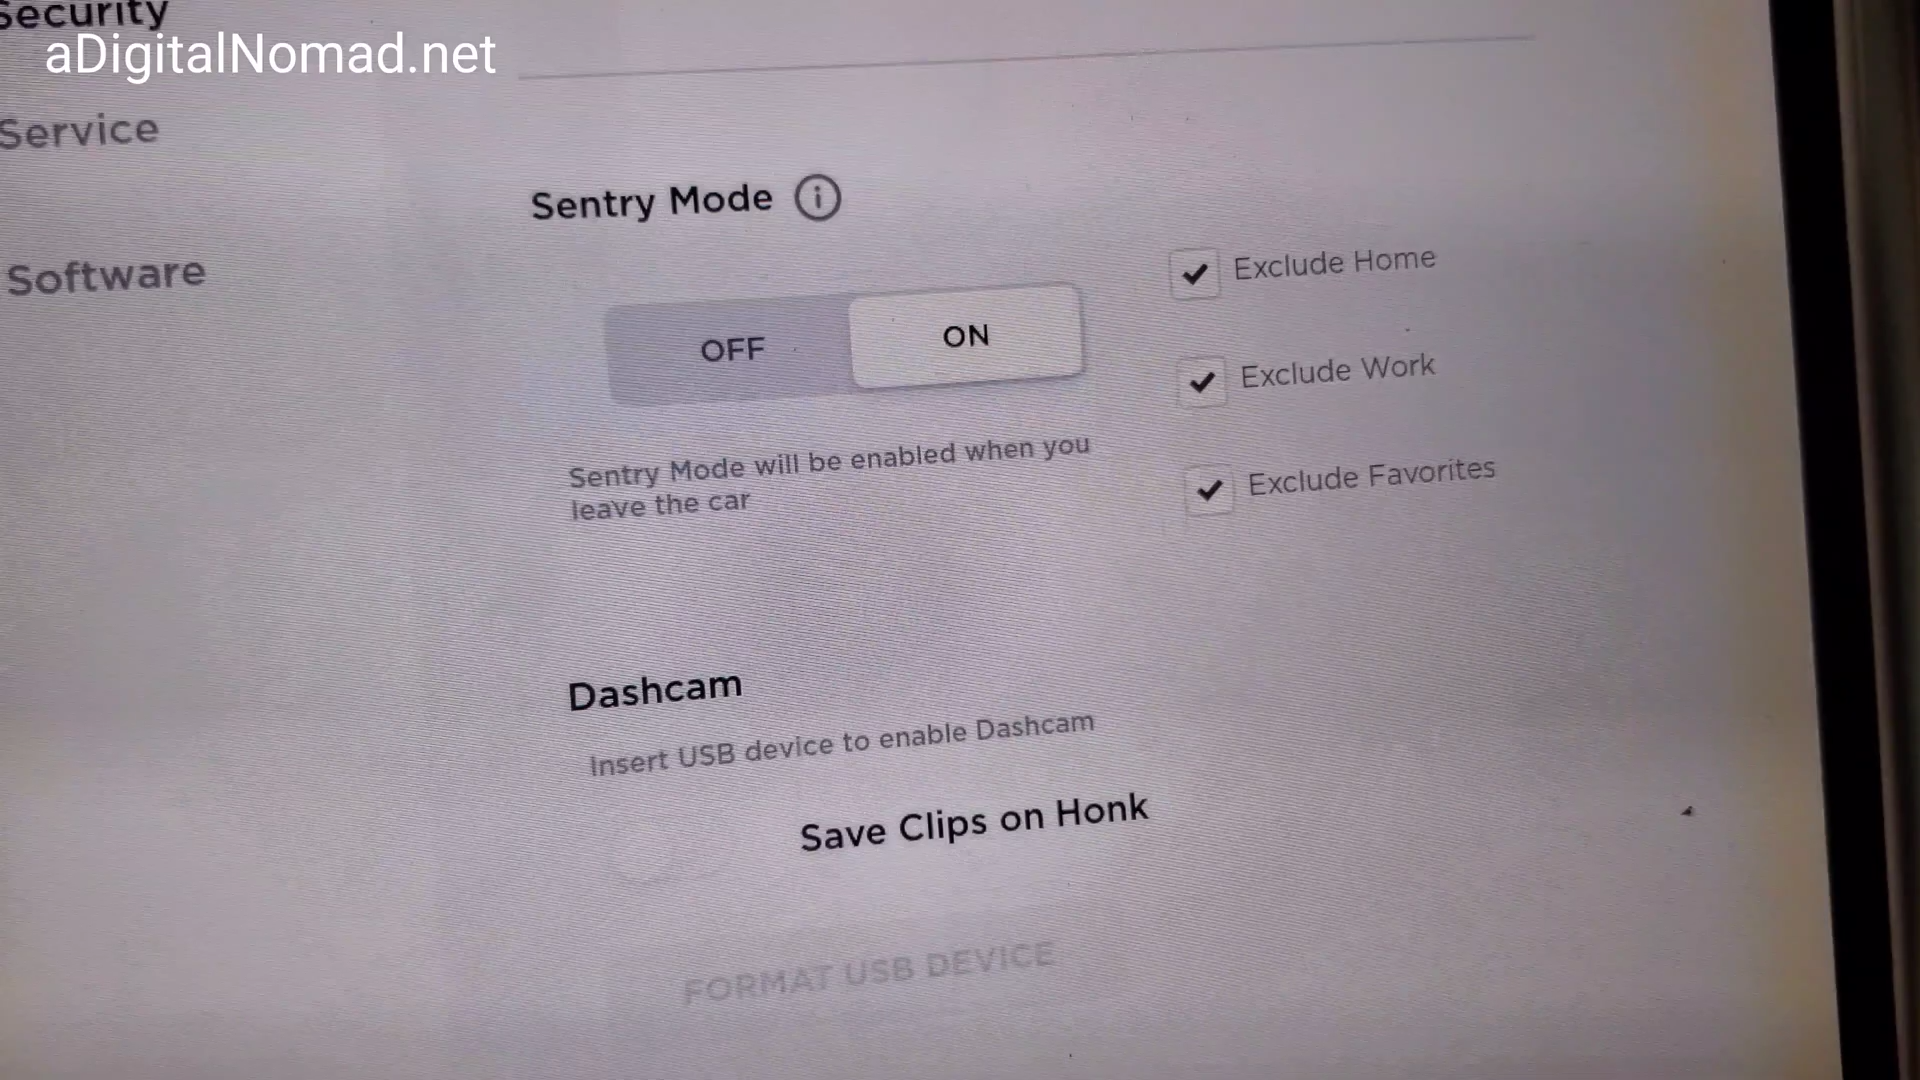 Security
aDigitalNomad.net
Service
Software
Sentry Mode
OFF
ON
Sentry Mode will be enabled when you
leave the car
Exclude Home
Exclude Work
Exclude Favorites
Dashcam
Insert USB device to enable Dashcam
Save Clips on Honk
FORMAT USB DEVICE